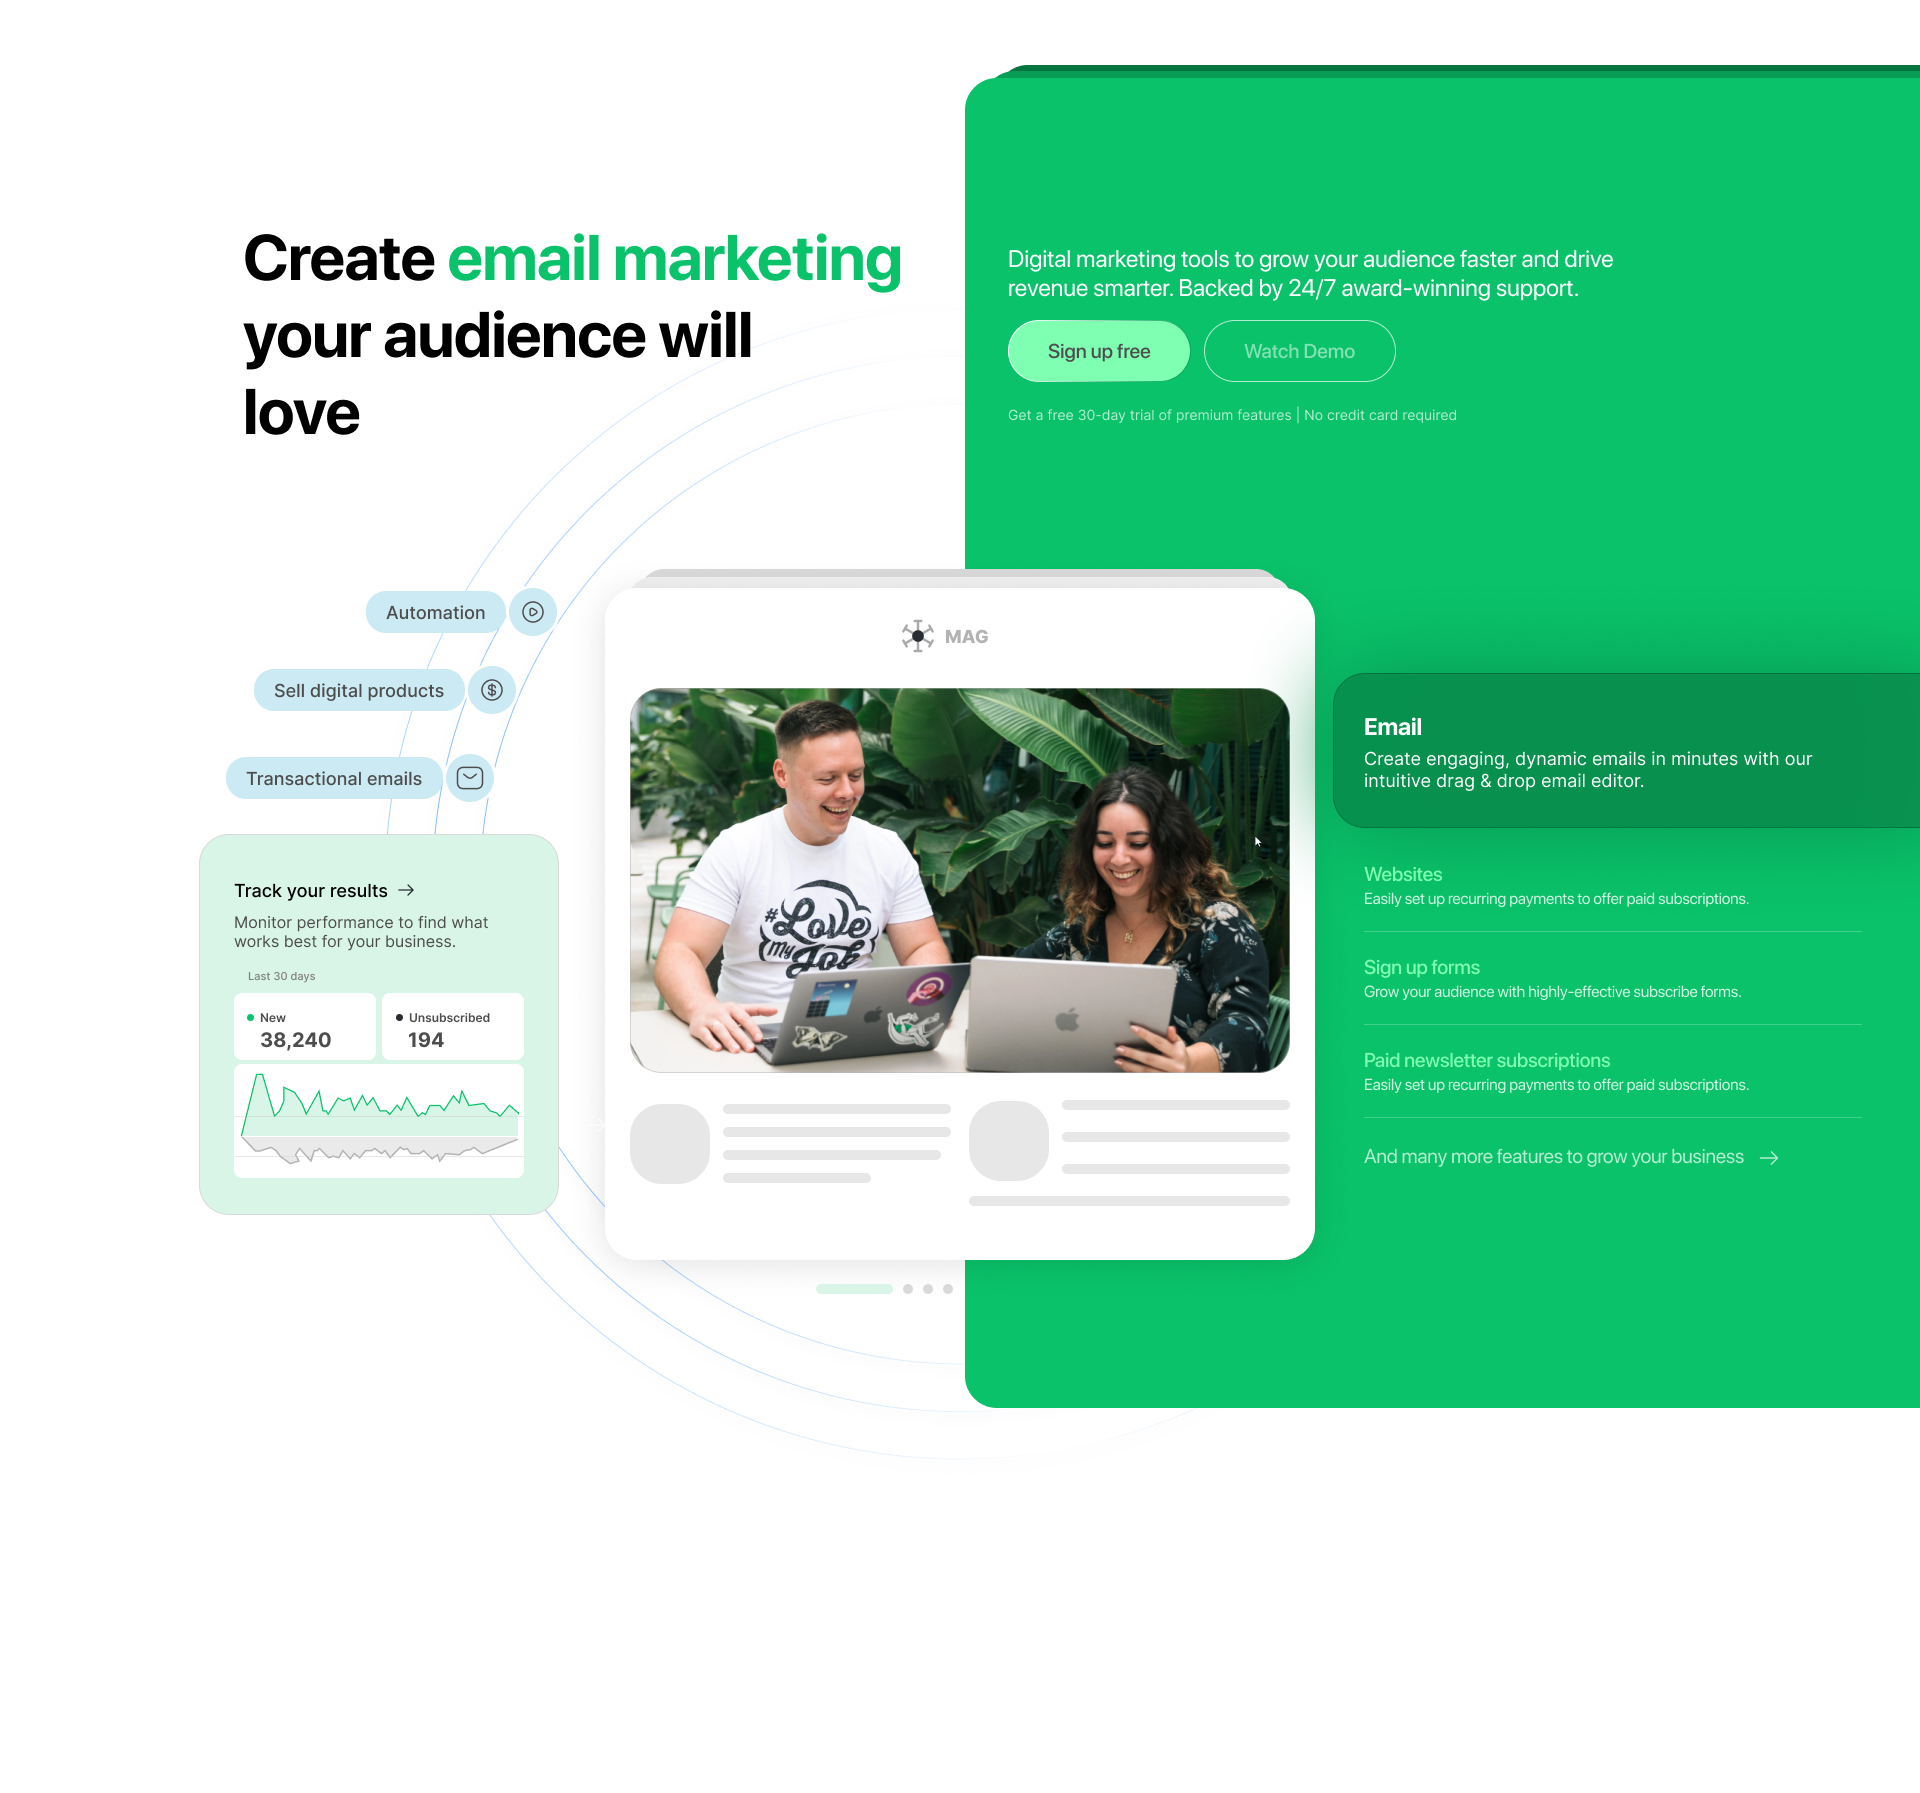 Create email marketing
your audience will
love
Digital marketing tools to grow your audience faster and drive
revenue smarter. Backed by 24/7 award-winning support.
Sign up free
Watch Demo
Get a free 30-day trial of premium features | No credit card required
Automation
Sell digital products
Transactional emails
Track your results
Monitor performance to find what
works best for your business.
Last 30 days
New
38,240
Unsubscribed
194
MAG
#Love
My Job
Email
Create engaging, dynamic emails in minutes with our
intuitive drag & drop email editor.
Websites
Easily set up recurring payments to offer paid subscriptions.
Sign up forms
Grow your audience with highly-effective subscribe forms.
Paid newsletter subscriptions
Easily set up recurring payments to offer paid subscriptions.
And many more features to grow your business